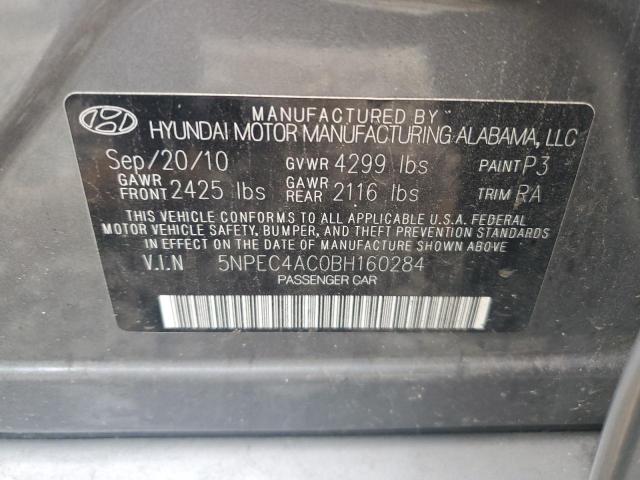 MANUFACTURED BY
HYUNDAI MOTOR MANUFACTURING ALABAMA, LLC
Sep/20/10 GVWR 4299 lbs PAINT P3
GAWR FRONT 2425 lbs GAWR REAR 2116 lbs TRIM RA
THIS VEHICLE CONFORMS TO ALL APPLICABLE U.S.A. FEDERAL
MOTOR VEHICLE SAFETY, BUMPER, AND THEFT PREVENTION STANDARDS
IN EFFECT ON THE DATE OF MANUFACTURE SHOWN ABOVE
V.I.N 5NPEC4AC0BH160284
PASSENGER CAR